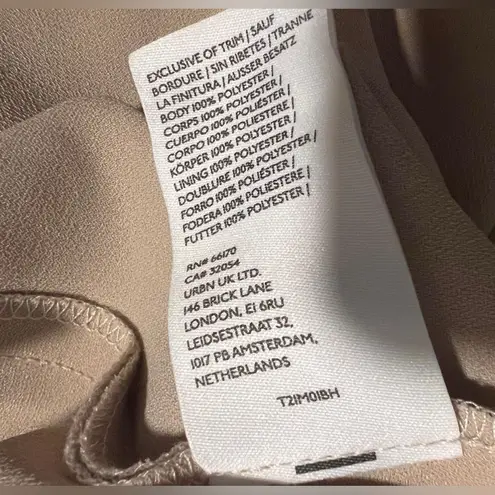 EXCLUSIVE OF TRIM / SAUF
BORDURE / SIN RIBETES / TRANNE
LA FINITURA / AUSSER BESATZ
BODY 100% POLYESTER /
CORPS 100% POLYESTER /
CUERPO 100% POLIÉSTER /
CORPO 100% POLIESTERE /
KÖRPER 100% POLYESTER /
LINING 100% POLYESTER /
DOUBLURE 100% POLYESTER /
FORRO 100% POLIÉSTER /
FODERA 100% POLIESTERE /
FUTTER 100% POLYESTER /
RN# 66170
CA# 32054
URBN UK LTD.
146 BRICK LANE
LONDON, E1 6RU
LEIDSESTRAAT 32,
1017 PB AMSTERDAM,
NETHERLANDS
T21M01BH